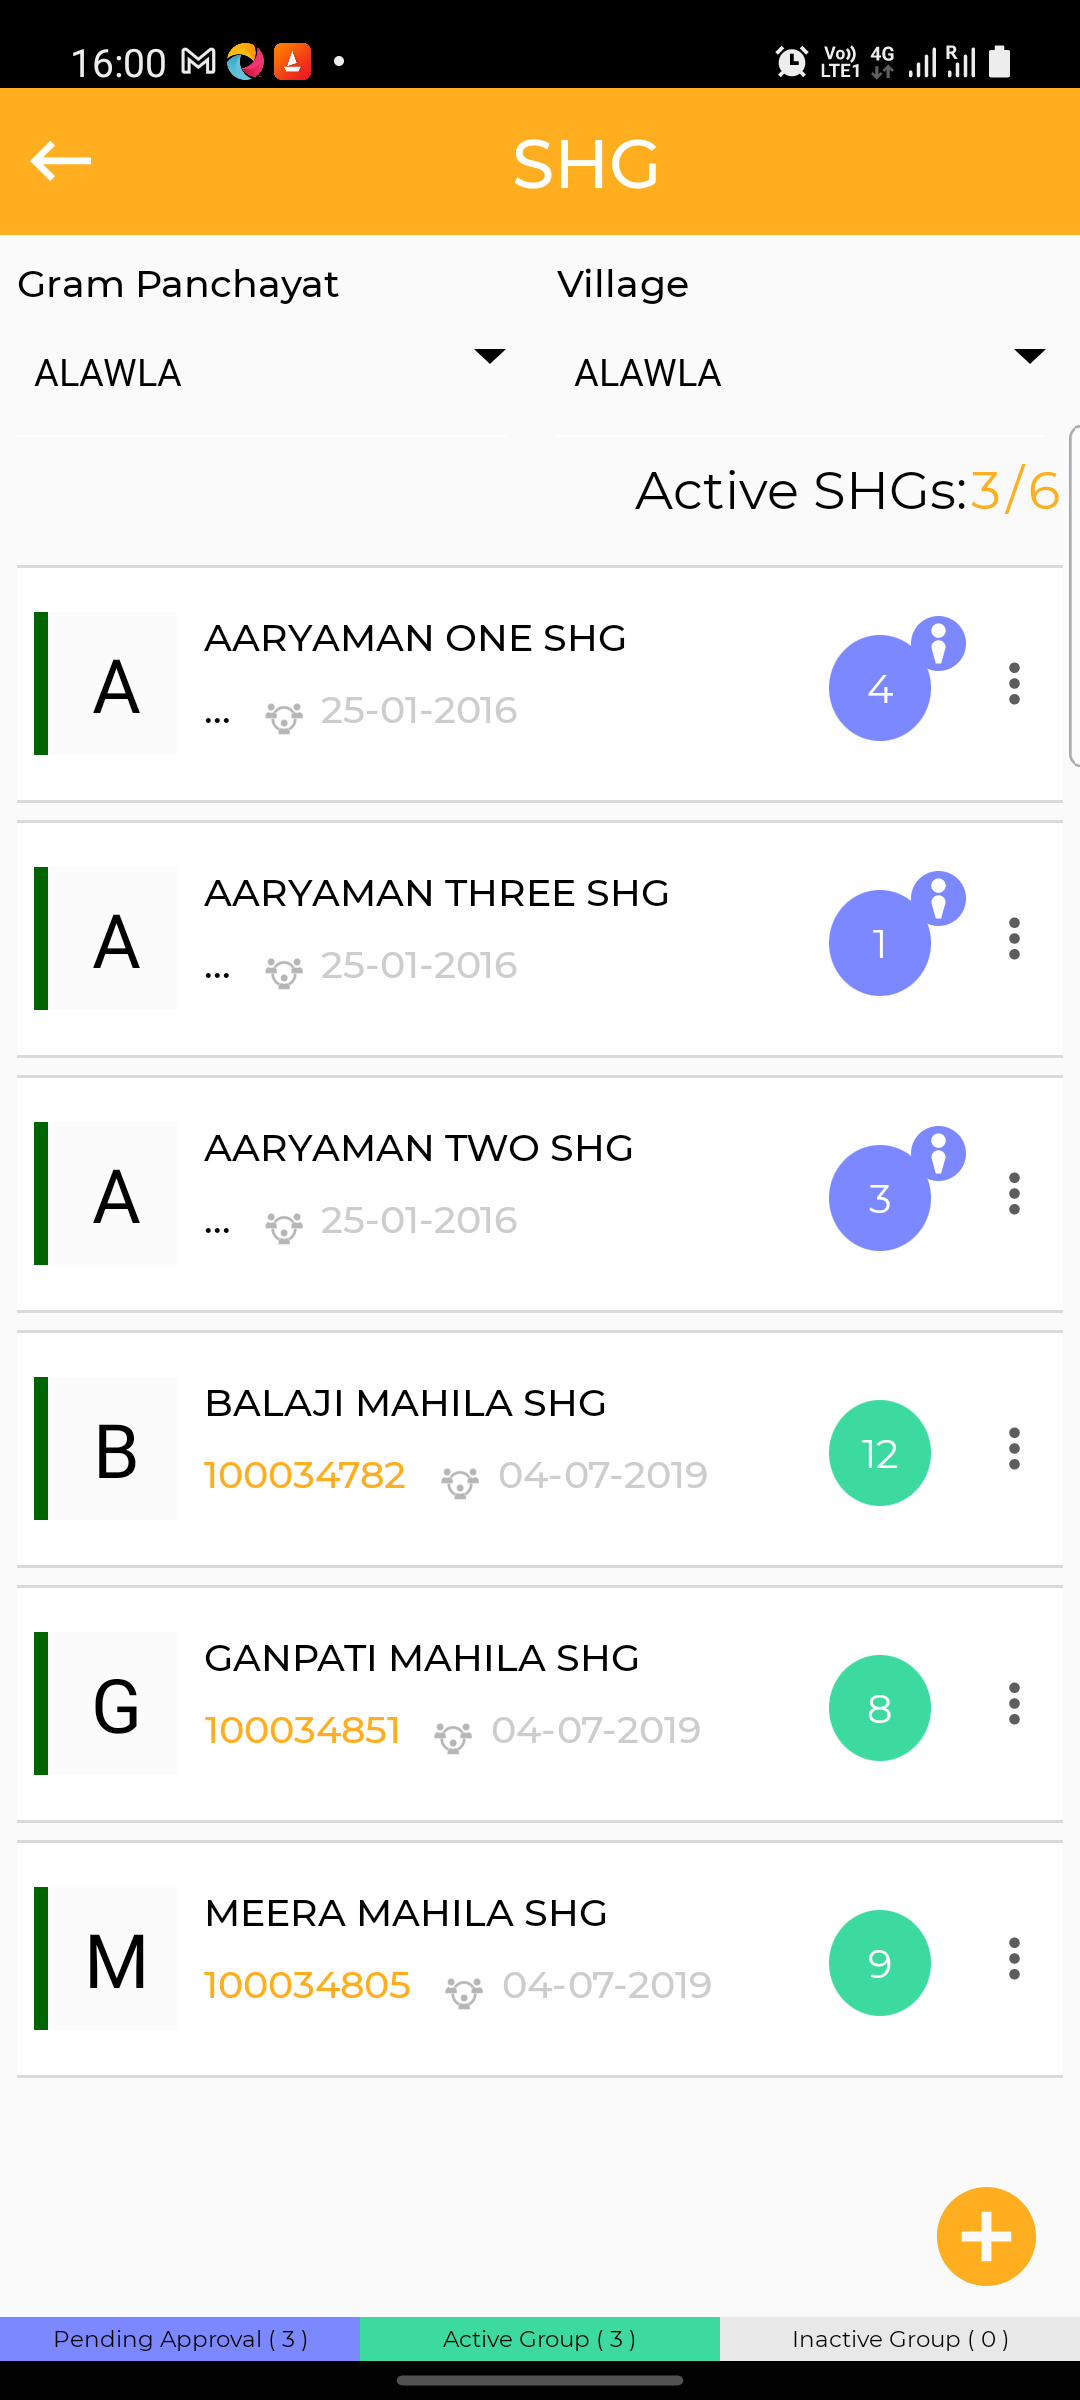 16:00 Vo)) LTE1 4G R
SHG
Gram Panchayat Village
ALAWLA ALAWLA
Active SHGs:3/6
A AARYAMAN ONE SHG 4
... 25-01-2016
A AARYAMAN THREE SHG 1
... 25-01-2016
A AARYAMAN TWO SHG 3
... 25-01-2016
B BALAJI MAHILA SHG 12
100034782 04-07-2019
G GANPATI MAHILA SHG 8
100034851 04-07-2019
M MEERA MAHILA SHG 9
100034805 04-07-2019
Pending Approval ( 3 ) Active Group ( 3 ) Inactive Group ( 0 )